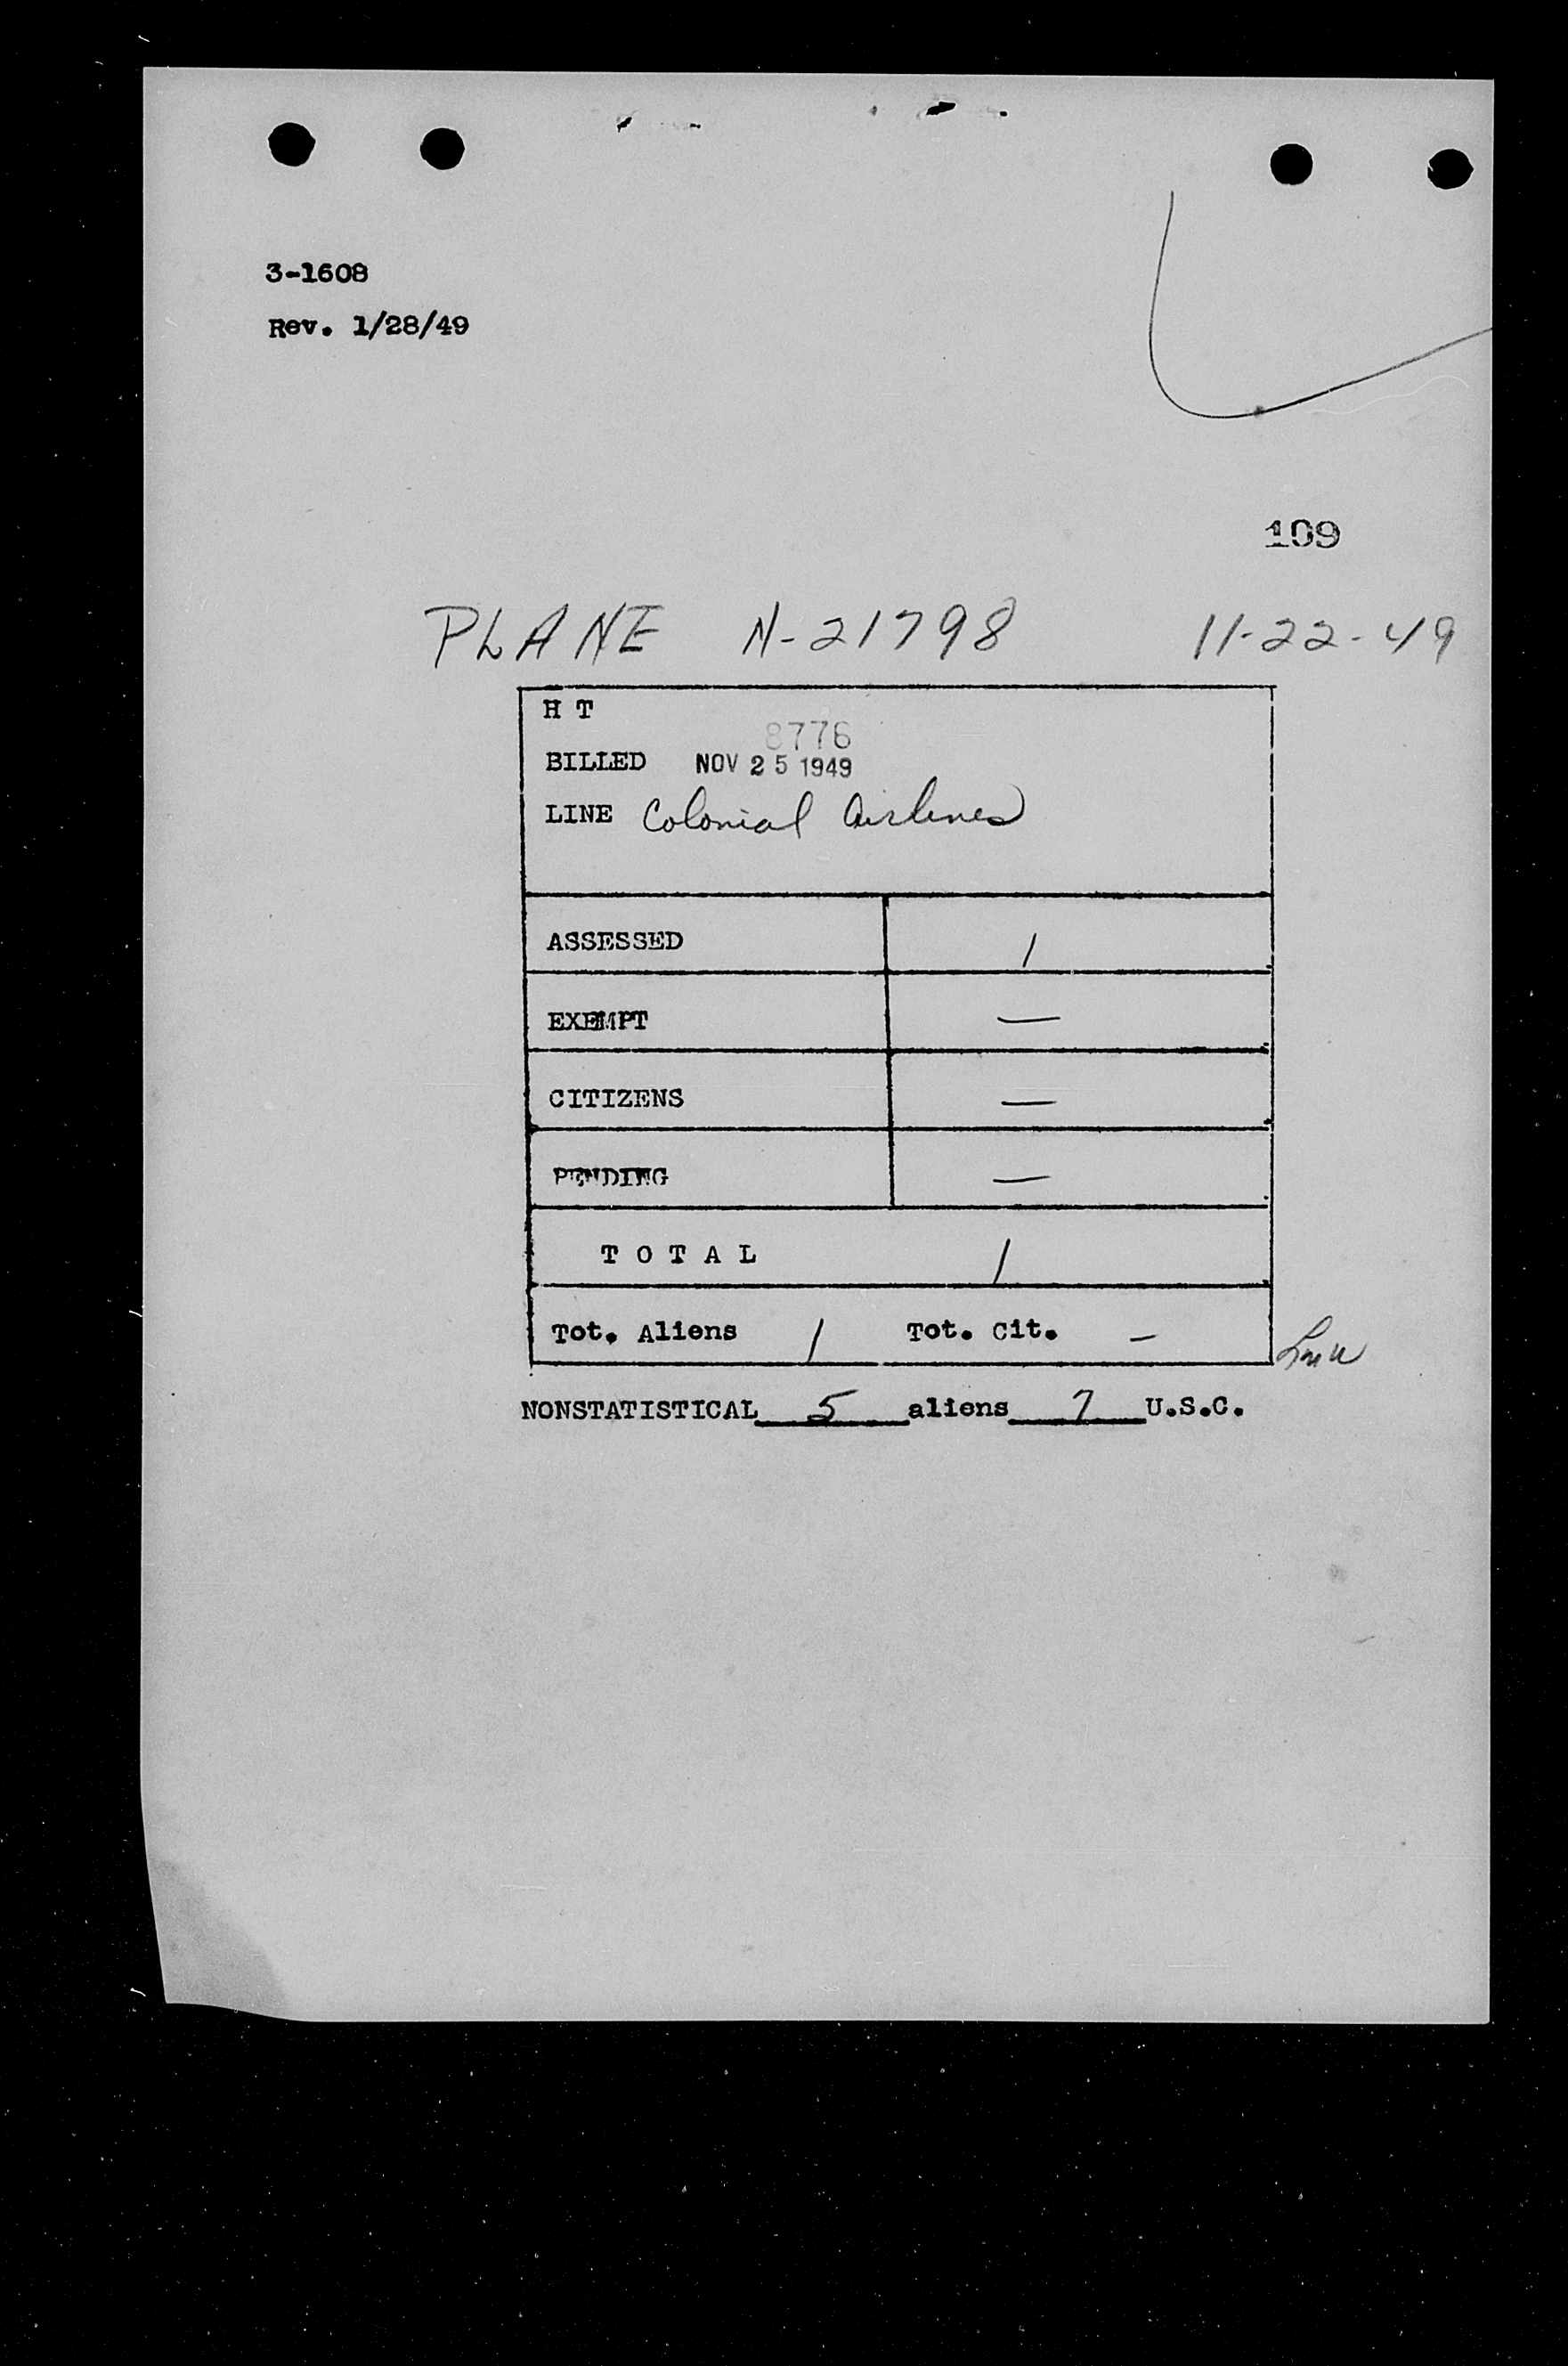 3-1608
Rev. 1/28/49
109
PLANE N-21798 11-22-49
H T
8776
BILLED NOV 25 1949
LINE Colonial Airlines
ASSESSED 1
EXEMPT —
CITIZENS —
PENDING —
T O T A L 1
Tot. Aliens 1 Tot. Cit. –
NONSTATISTICAL 5 aliens 7 U.S.C.